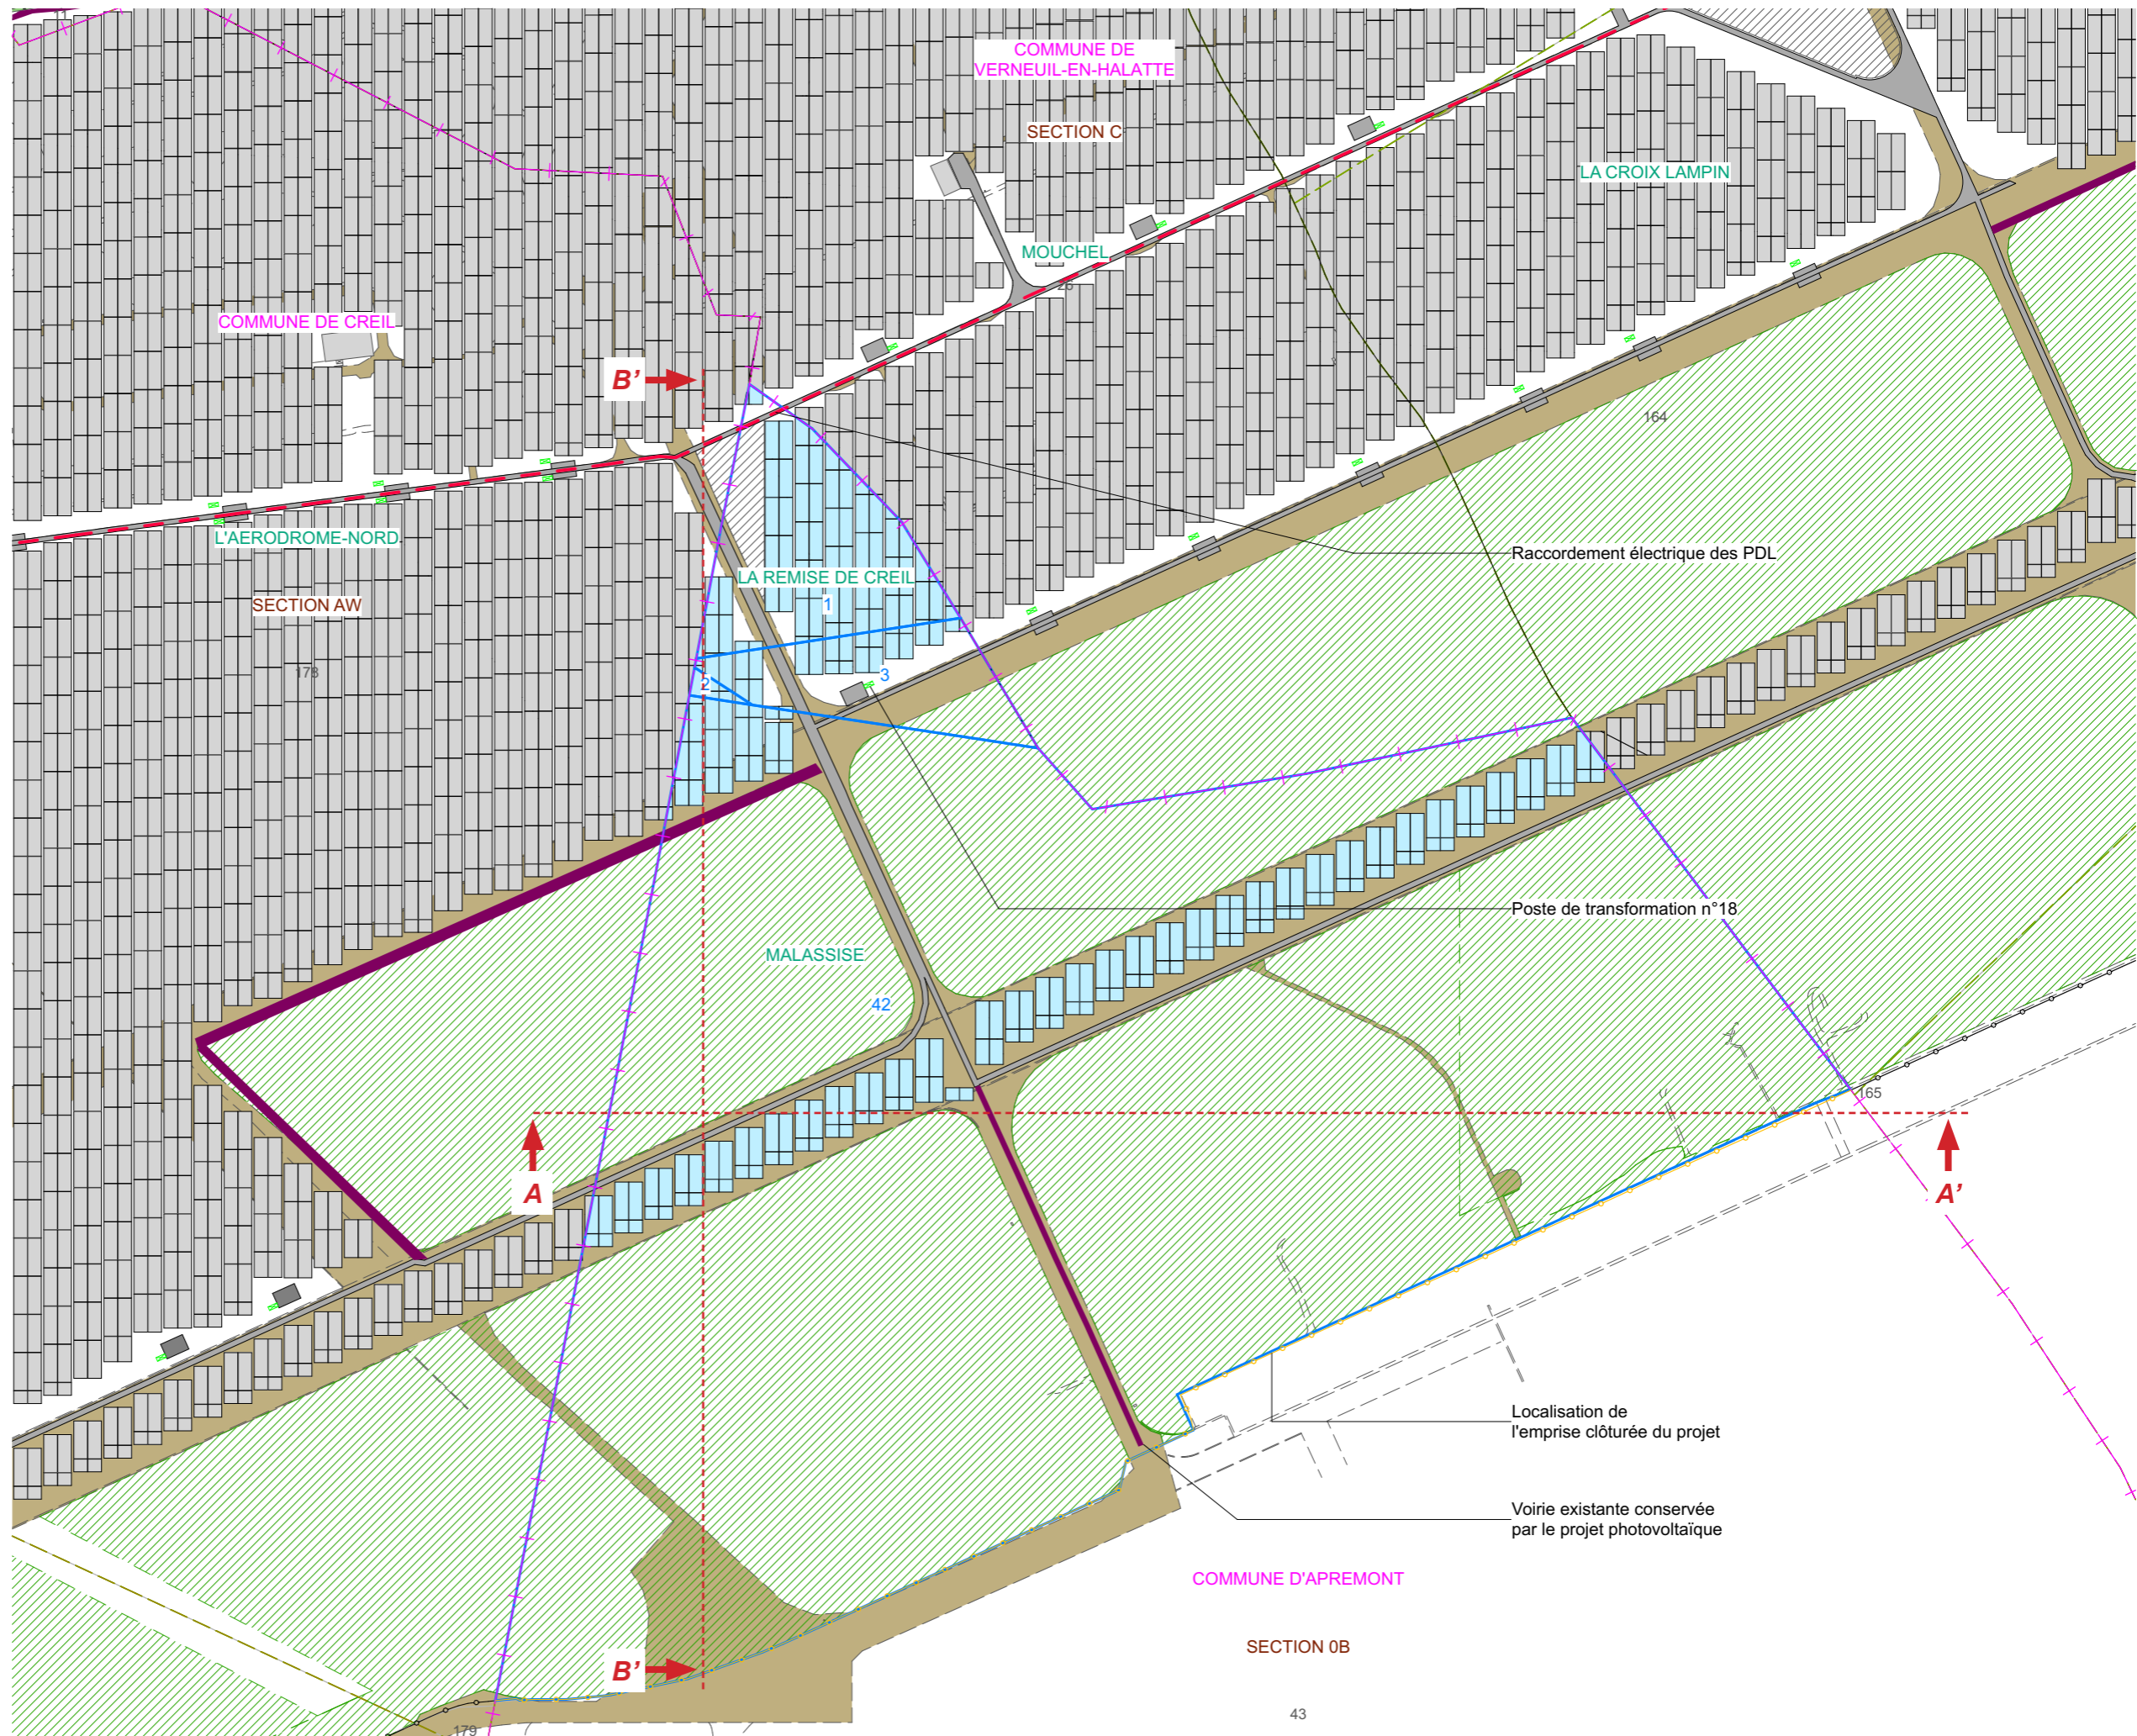 11
COMMUNE DE
VERNEUIL-EN-HALATTE
SECTION C
LA CROIX LAMPIN
MOUCHEL
26
COMMUNE DE CREIL
B’
164
L'AERODROME-NORD
Raccordement électrique des PDL
LA REMISE DE CREIL
SECTION AW
1
178
3
2
Poste de transformation n°18
MALASSISE
42
165
A
A’
Localisation de
l'emprise clôturée du projet
Voirie existante conservée
par le projet photovoltaïque
COMMUNE D'APREMONT
SECTION 0B
B’
43
179